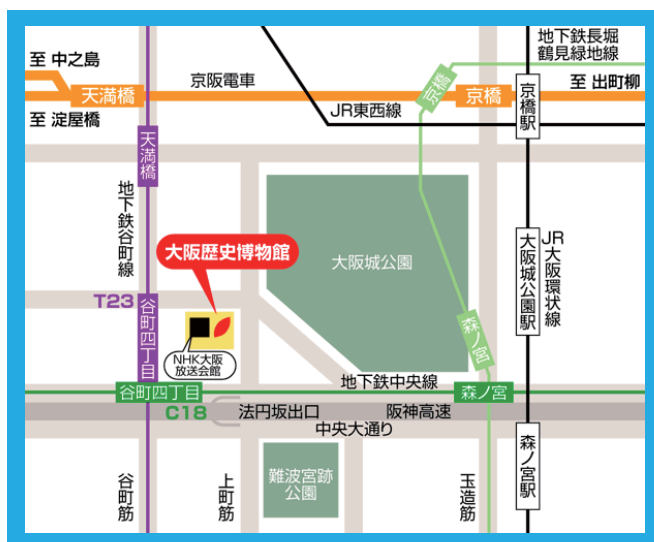 地下鉄長堀
鶴見緑地線
至 中之島
京阪電車
至 出町柳
天満橋
京橋
京橋
京橋駅
至 淀屋橋
JR東西線
天満橋
地下鉄谷町線
大阪歴史博物館
大阪城公園
大阪城公園駅
JR大阪環状線
T23
谷町四丁目
NHK大阪
放送会館
森ノ宮
地下鉄中央線
谷町四丁目
森ノ宮
C18
法円坂出口
阪神高速
中央大通り
森ノ宮駅
谷町筋
上町筋
難波宮跡
公園
玉造筋